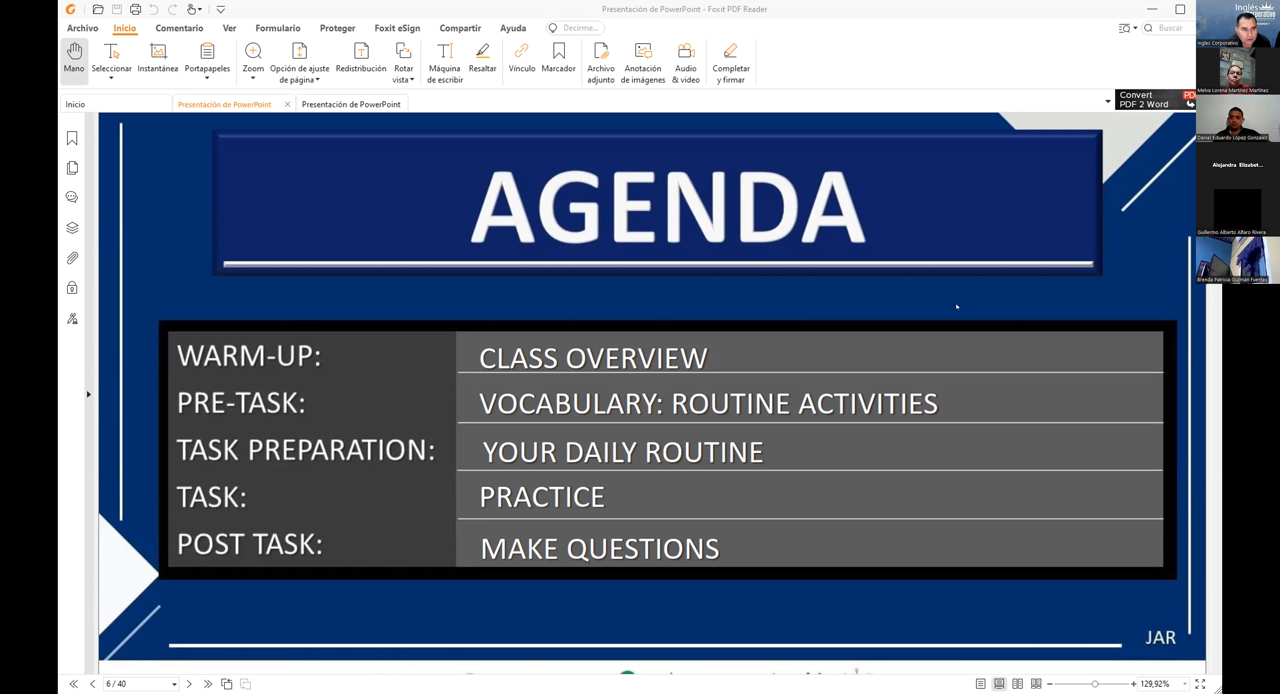 Presentación de PowerPoint - Foxit PDF Reader
Archivo Inicio Comentario Ver Formulario Proteger Foxit eSign Compartir Ayuda Decirme... Buscar
Mano Seleccionar Instantánea Portapapeles Zoom Opción de ajuste de página Redistribución Rotar vista Máquina de escribir Resaltar Vínculo Marcador Archivo adjunto Anotación de imágenes Audio & video Completar y firmar
Inicio Presentación de PowerPoint Presentación de PowerPoint
Convert
PDF 2 Word
AGENDA
WARM-UP: CLASS OVERVIEW
PRE-TASK: VOCABULARY: ROUTINE ACTIVITIES
TASK PREPARATION: YOUR DAILY ROUTINE
TASK: PRACTICE
POST TASK: MAKE QUESTIONS
JAR
6 / 40
129,92%
Inglés Corporativo
Melva Lorena Martínez Martínez
Daniel Eduardo López González
Alejandra Elizabet...
Guillermo Alberto Alfaro Rivera
Brenda Patricia Guzmán Fuentes